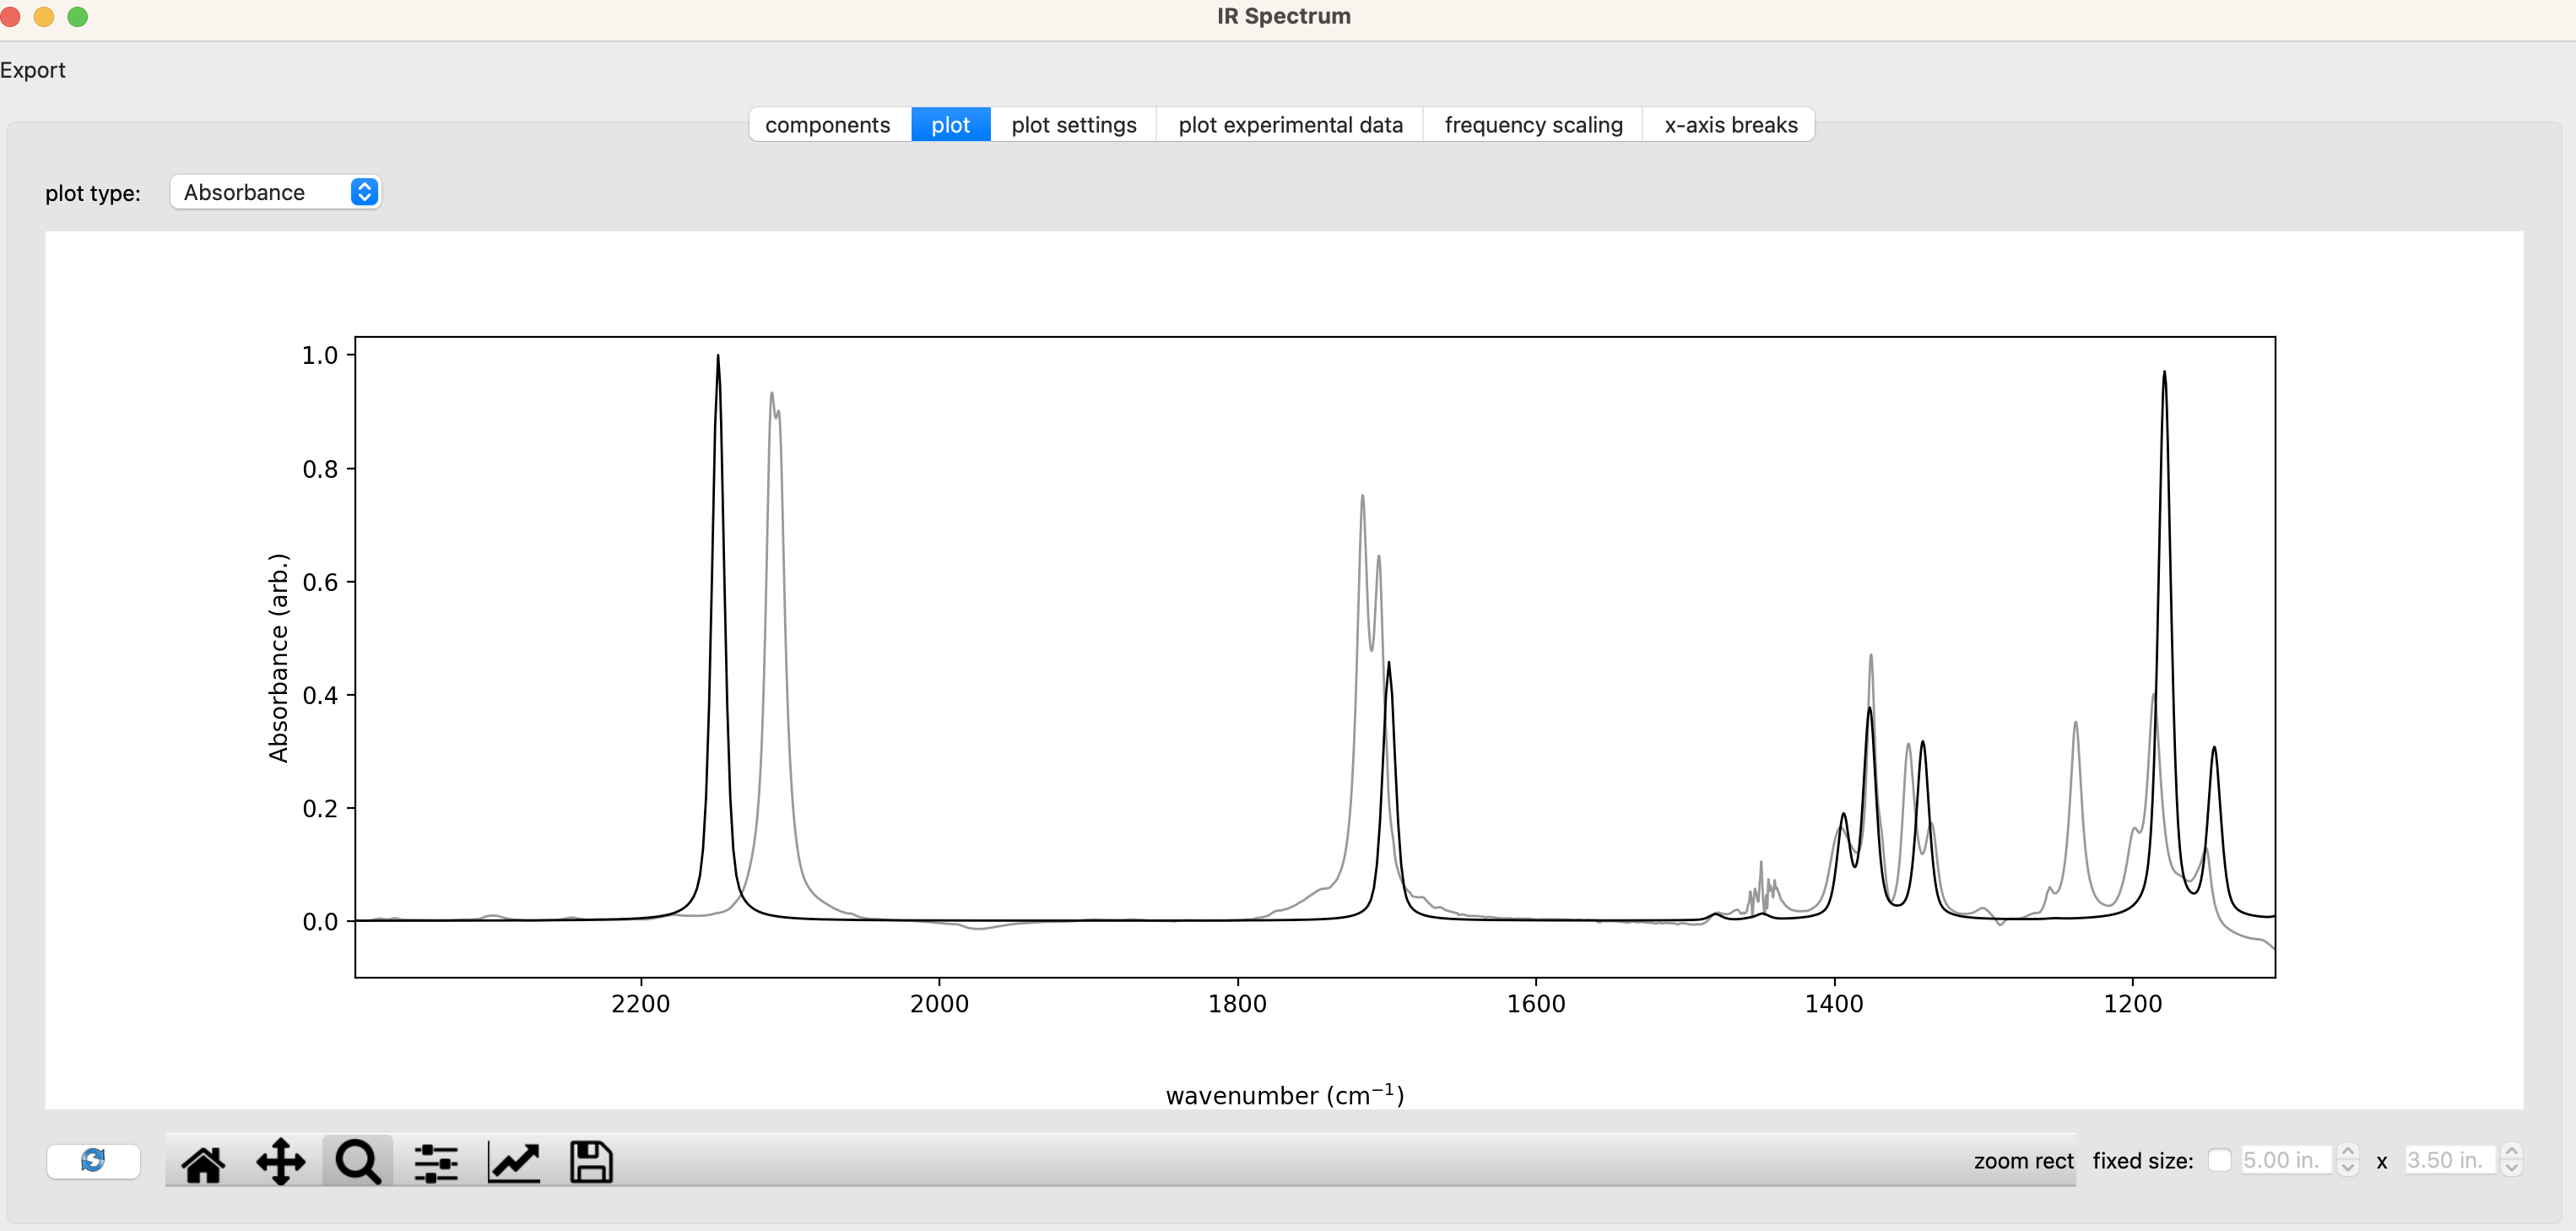 IR Spectrum
Export
components plot plot settings plot experimental data frequency scaling x-axis breaks
plot type: Absorbance
1.0
0.8
0.6
0.4
0.2
0.0
Absorbance (arb.)
2200 2000 1800 1600 1400 1200
wavenumber (cm⁻¹)
zoom rect fixed size: 5.00 in. x 3.50 in.